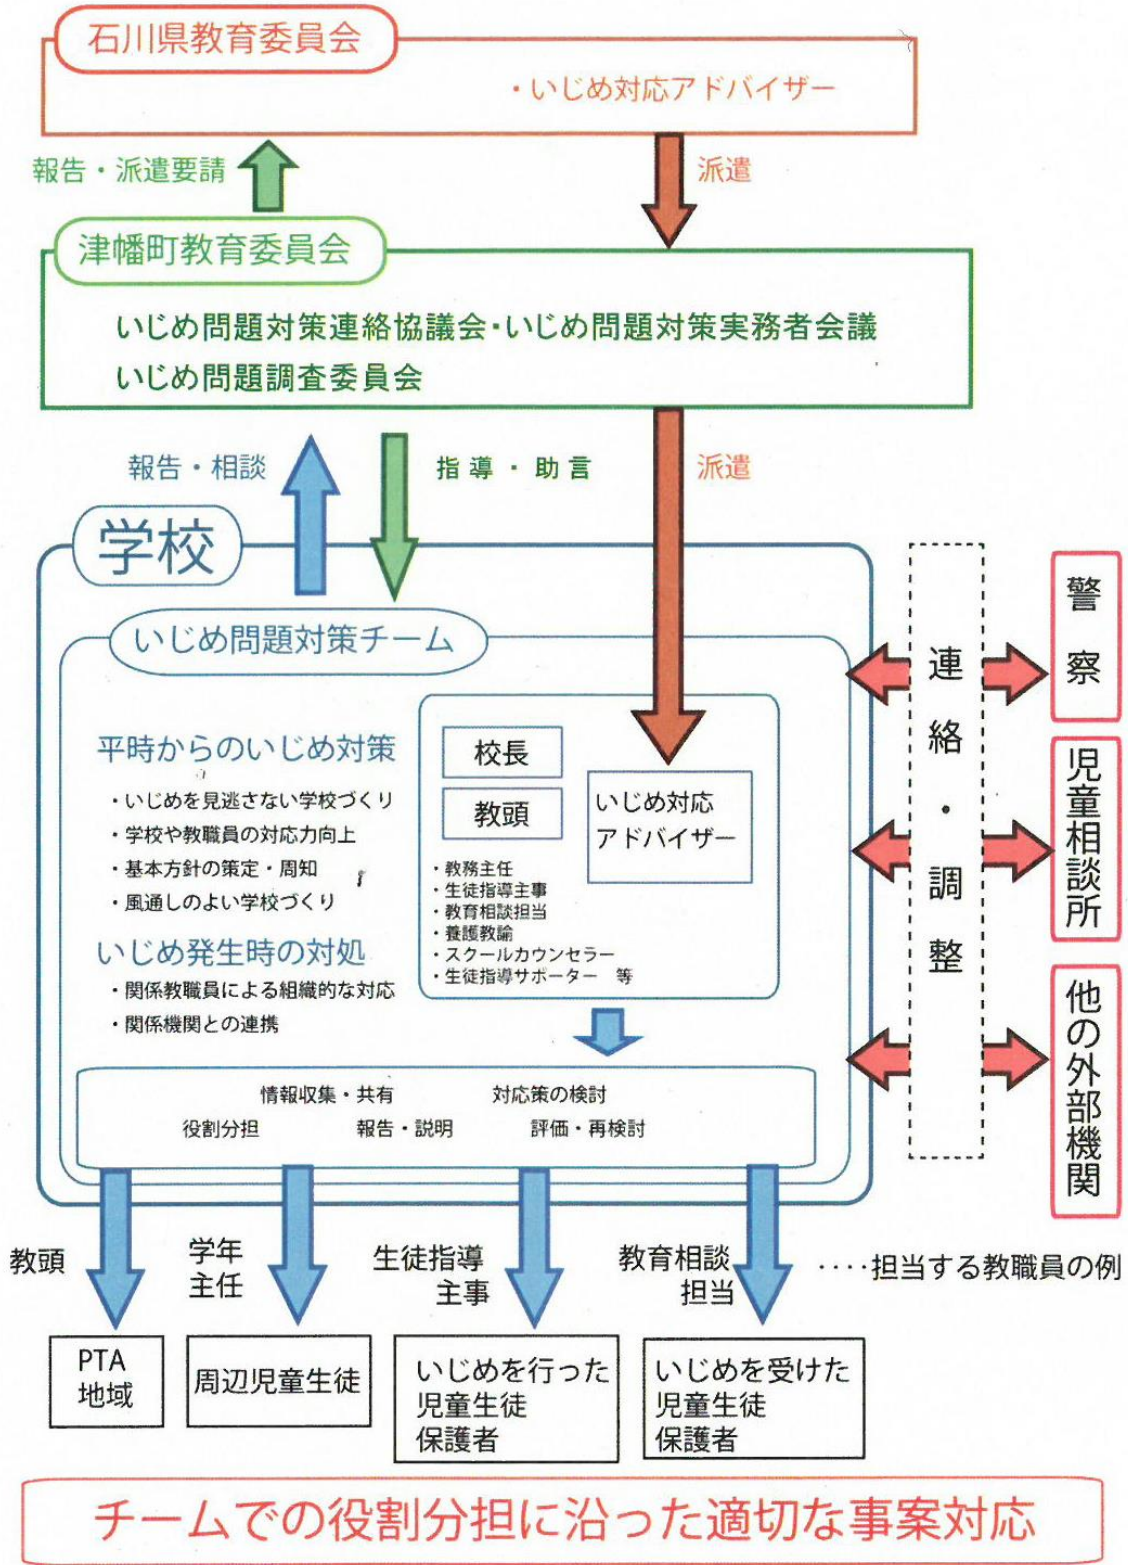 石川県教育委員会
・いじめ対応アドバイザー
報告・派遣要請
派遣
津幡町教育委員会
いじめ問題対策連絡協議会・いじめ問題対策実務者会議
いじめ問題調査委員会
報告・相談
指導・助言
派遣
学校
いじめ問題対策チーム
平時からのいじめ対策
・いじめを見逃さない学校づくり
・学校や教職員の対応力向上
・基本方針の策定・周知
・風通しのよい学校づくり
いじめ発生時の対処
・関係教職員による組織的な対応
・関係機関との連携
校長
教頭
・教務主任
・生徒指導主事
・教育相談担当
・養護教諭
・スクールカウンセラー
・生徒指導サポーター 等
いじめ対応
アドバイザー
情報収集・共有 対応策の検討
役割分担 報告・説明 評価・再検討
連絡・調整
警察
児童相談所
他の外部機関
教頭
学年
主任
生徒指導
主事
教育相談
担当
‥‥担当する教職員の例
PTA
地域
周辺児童生徒
いじめを行った
児童生徒
保護者
いじめを受けた
児童生徒
保護者
チームでの役割分担に沿った適切な事案対応